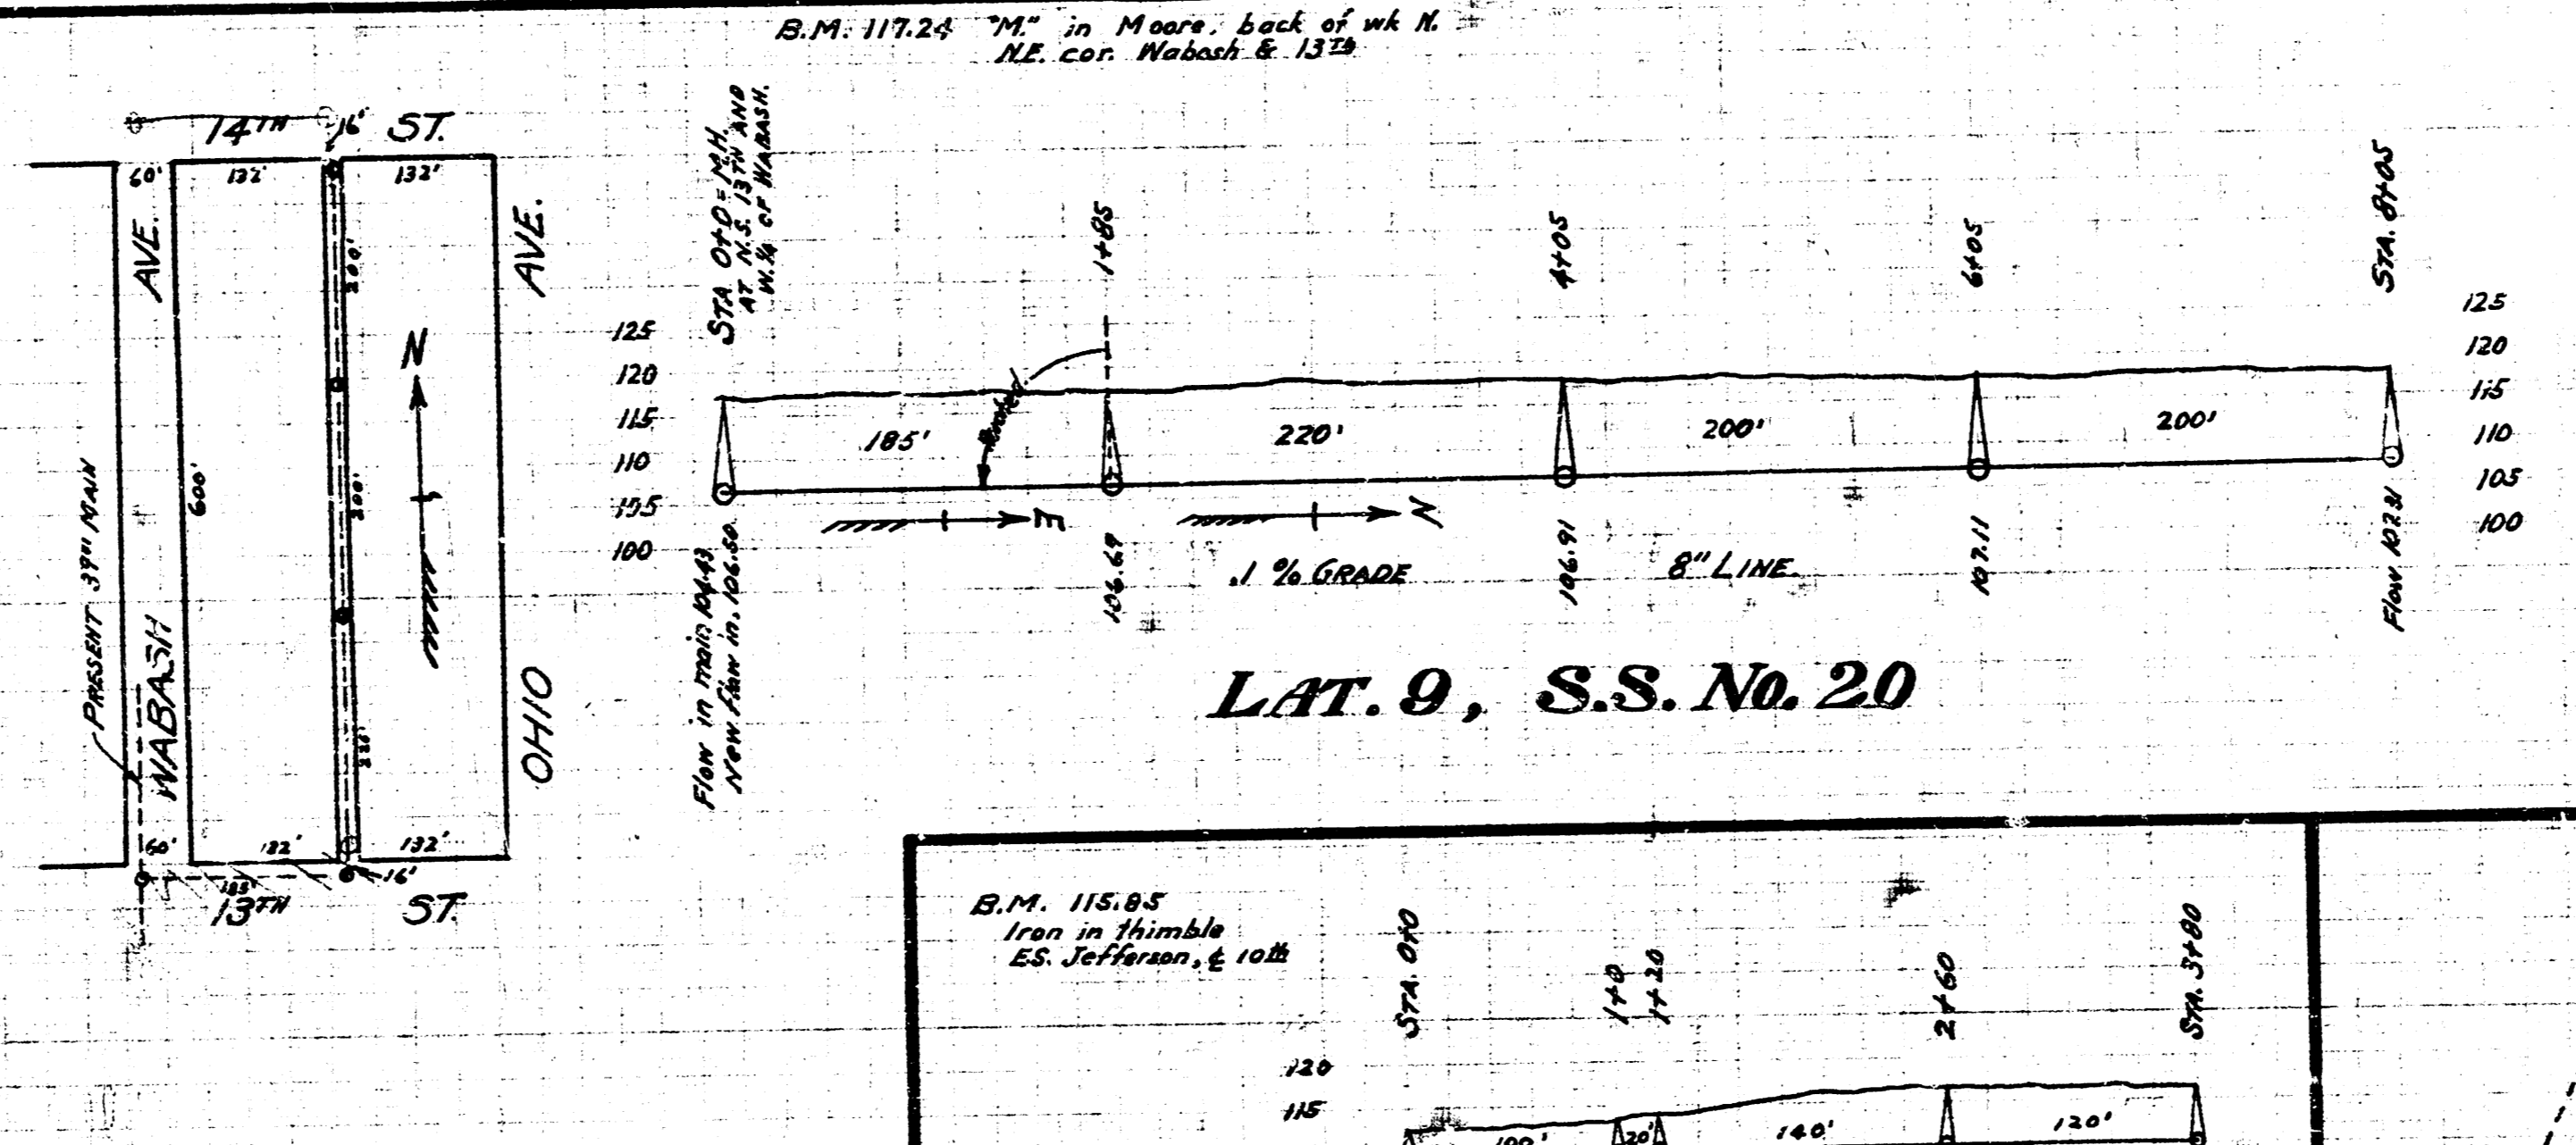 B.M. 117.24 "M." in Moore. back of wk N.
N.E. cor. Wabash & 13TH
14TH ST.
16'
60' 132' 132'
AVE.
AVE.
200'
N
PRESENT 39" MAIN
600'
200'
WABASH
OHIO
220'
60' 132' 132'
16'
185'
13TH ST.
STA. 0+0 = M.H.
AT N.S. 13TH AND
W.¼ OF WABASH.
1+85
4+05
6+05
STA. 8+05
125
120
115
110
105
100
185' 220' 200' 200'
125
120
115
110
105
100
E
N
Flow in main 104.43
New flow in. 106.50
106.69
.1 % GRADE
106.91
8" LINE.
107.11
Flow 107.31
LAT. 9, S.S. No. 20
B.M. 115.85
Iron in thimble
E.S. Jefferson, ℄ 10th
STA. 0+0
1+0
1+20
2+60
STA. 3+80
120
115
100' 20' 140' 120'